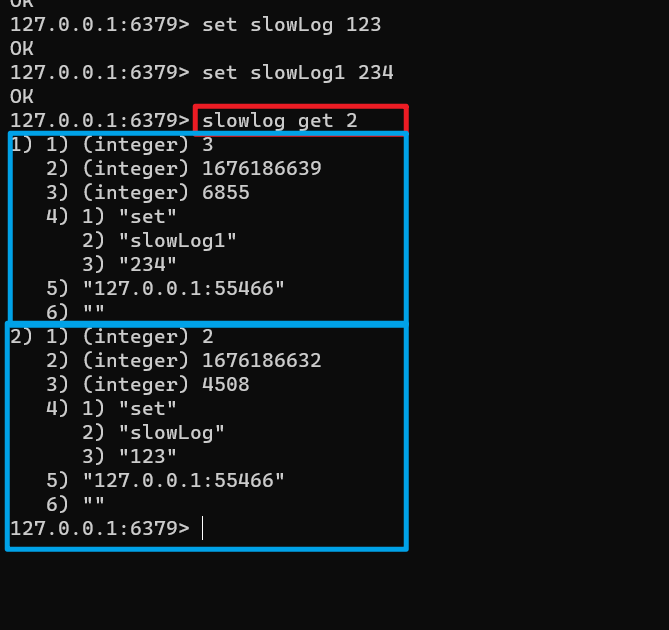 OK
127.0.0.1:6379> set slowLog 123
OK
127.0.0.1:6379> set slowLog1 234
OK
127.0.0.1:6379> slowlog get 2
1) 1) (integer) 3
   2) (integer) 1676186639
   3) (integer) 6855
   4) 1) "set"
      2) "slowLog1"
      3) "234"
   5) "127.0.0.1:55466"
   6) ""
2) 1) (integer) 2
   2) (integer) 1676186632
   3) (integer) 4508
   4) 1) "set"
      2) "slowLog"
      3) "123"
   5) "127.0.0.1:55466"
   6) ""
127.0.0.1:6379>